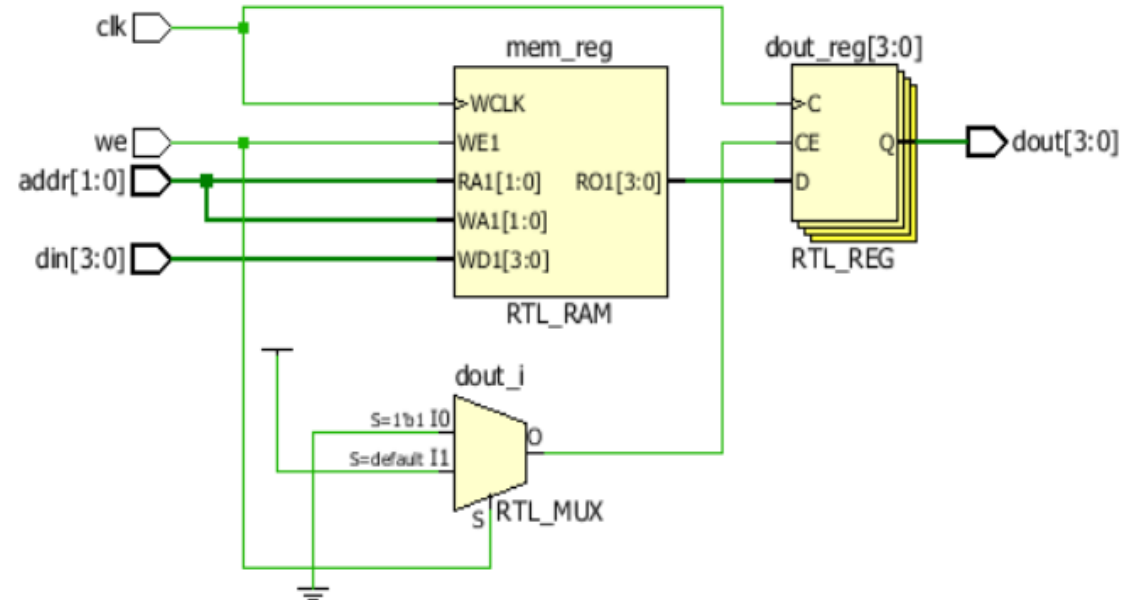 clk
mem_reg
dout_reg[3:0]
WCLK
C
we
WE1
CE
Q
dout[3:0]
addr[1:0]
RA1[1:0]
RO1[3:0]
D
WA1[1:0]
din[3:0]
WD1[3:0]
RTL_REG
RTL_RAM
dout_i
S=1'b1 I0
O
S=default I1
S
RTL_MUX